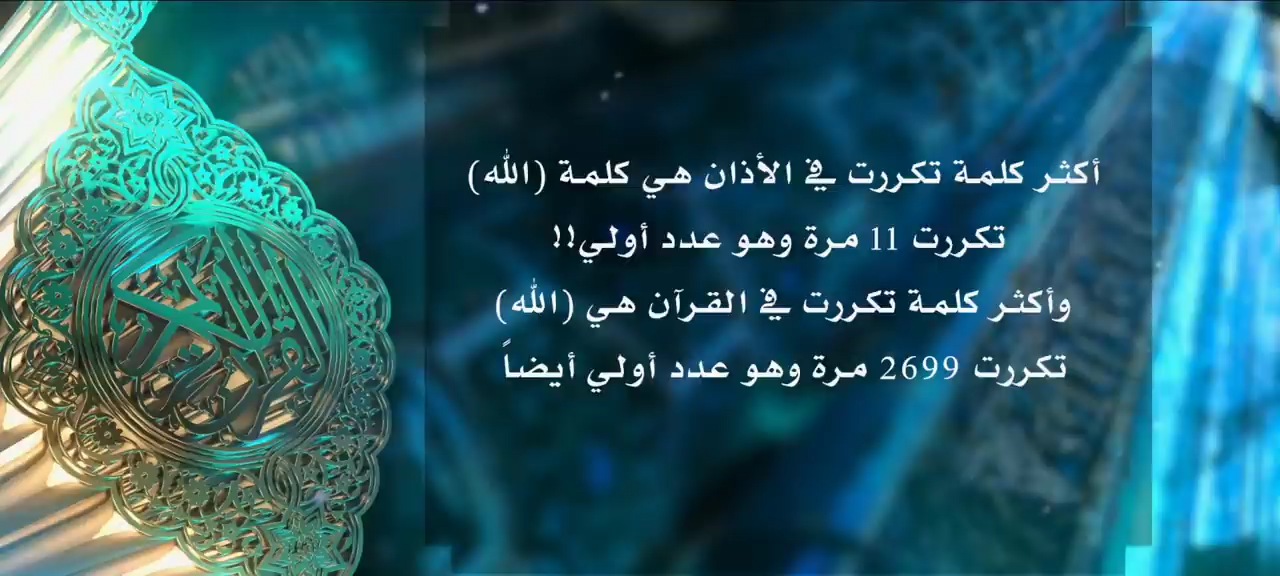 أكثر كلمة تكررت في الأذان هي كلمة (الله)
تكررت 11 مرة وهو عدد أولي!!
وأكثر كلمة تكررت في القرآن هي (الله)
تكررت 2699 مرة وهو عدد أولي أيضاً